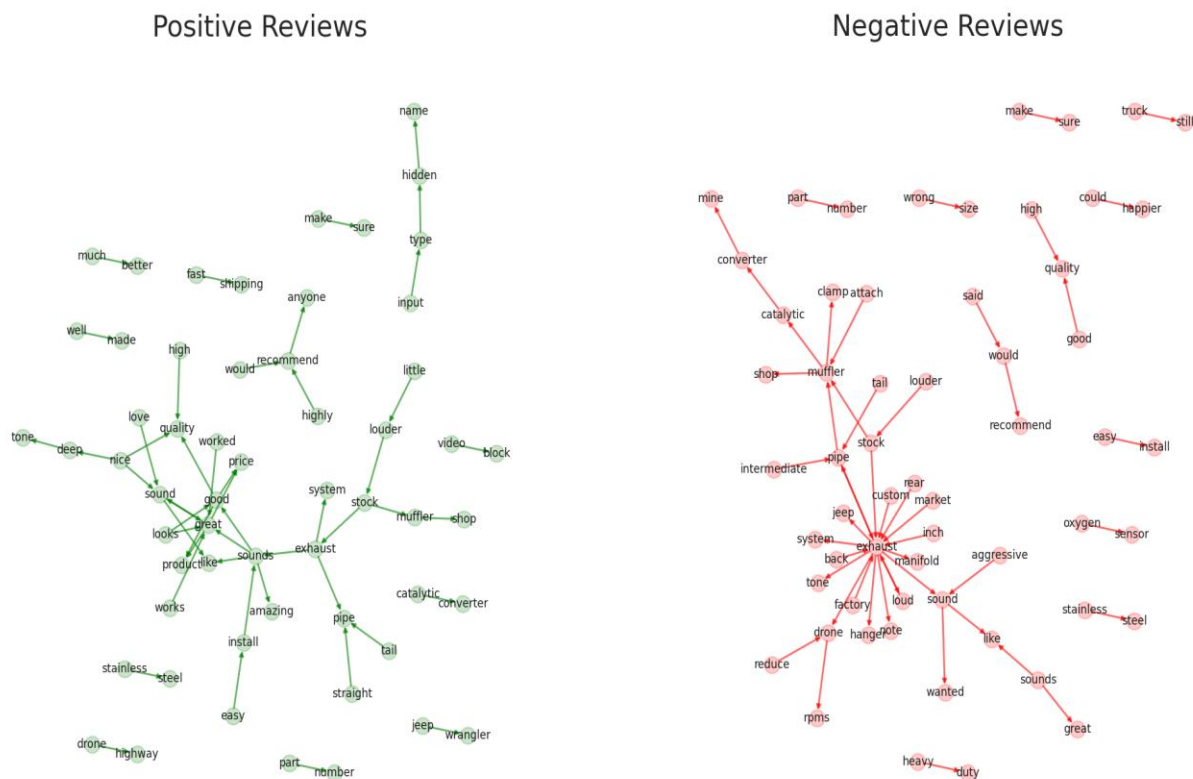 Positive Reviews
name
hidden
make
sure
type
much
better
fast
shipping
anyone
input
well
made
high
would
recommend
little
highly
love
quality
worked
louder
tone
deep
nice
price
video
block
sound
good
system
stock
looks
great
muffler
shop
product
like
sounds
exhaust
works
amazing
catalytic
converter
pipe
install
tail
stainless
steel
straight
easy
jeep
wrangler
drone
highway
part
number
Negative Reviews
make
sure
truck
still
mine
part
number
wrong
size
could
happier
high
converter
quality
clamp
attach
said
catalytic
good
would
shop
muffler
tail
louder
recommend
stock
easy
install
intermediate
pipe
rear
custom
market
jeep
oxygen
sensor
system
inch
exhaust
back
manifold
aggressive
tone
factory
loud
sound
stainless
steel
drone
hanger
note
like
reduce
sounds
wanted
rpms
great
heavy
duty